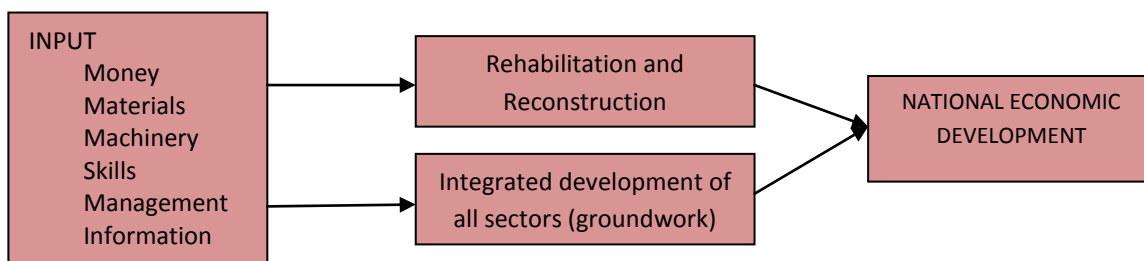 INPUT
Money
Materials
Machinery
Skills
Management
Information
Rehabilitation and
Reconstruction
Integrated development of
all sectors (groundwork)
NATIONAL ECONOMIC
DEVELOPMENT